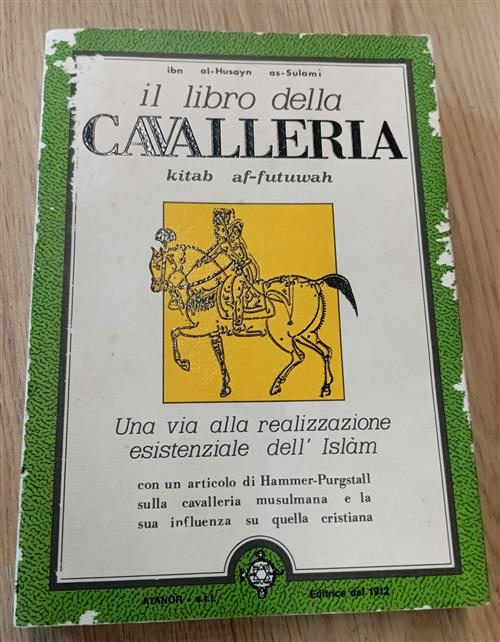 ibn al-Husayn as-Sulami
il libro della
CAVALLERIA
kitab af-futuwah
Una via alla realizzazione
esistenziale dell' Islàm
con un articolo di Hammer-Purgstall
sulla cavalleria musulmana e la
sua influenza su quella cristiana
ATANÒR - s.r.l. Editrice dal 1912